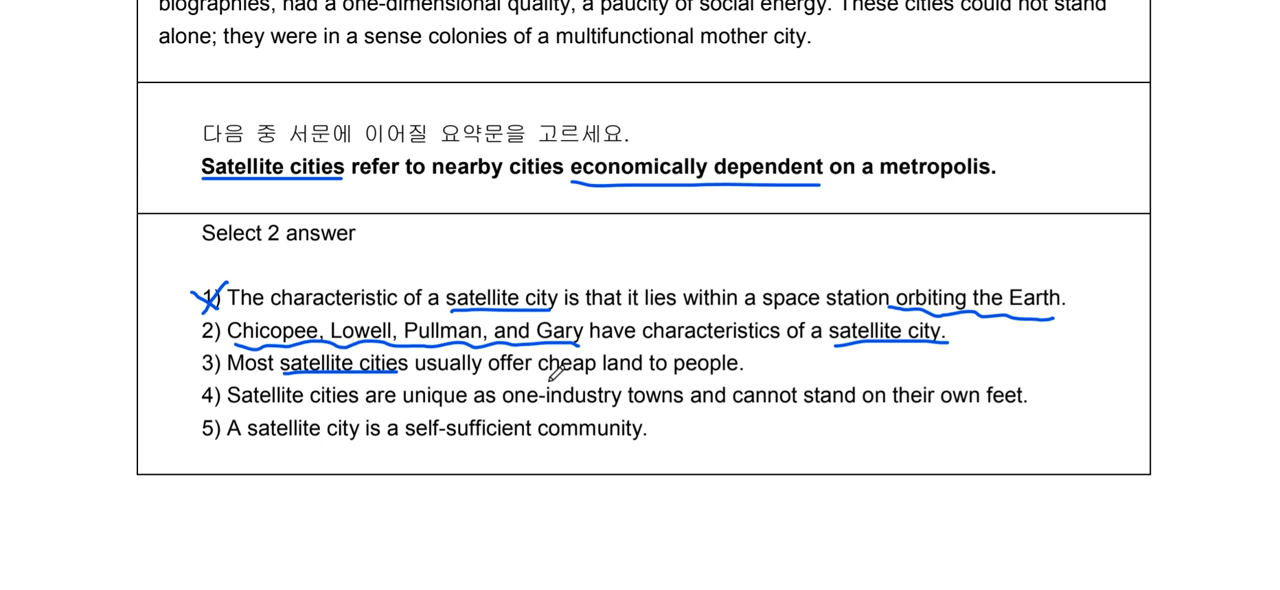 biographies, had a one-dimensional quality, a paucity of social energy. These cities could not stand
alone; they were in a sense colonies of a multifunctional mother city.
다음 중 서문에 이어질 요약문을 고르세요.
Satellite cities refer to nearby cities economically dependent on a metropolis.
Select 2 answer
1) The characteristic of a satellite city is that it lies within a space station orbiting the Earth.
2) Chicopee, Lowell, Pullman, and Gary have characteristics of a satellite city.
3) Most satellite cities usually offer cheap land to people.
4) Satellite cities are unique as one-industry towns and cannot stand on their own feet.
5) A satellite city is a self-sufficient community.